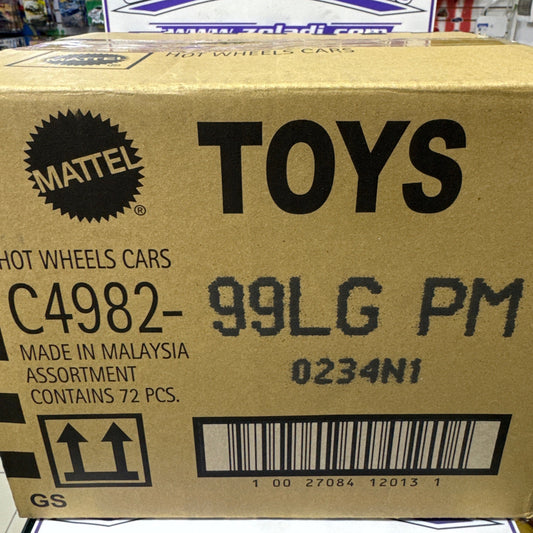 www.zoladi.com
MATTEL
HOT WHEELS CARS
MATTEL ®
TOYS
HOT WHEELS CARS
C4982-
99LG PM
MADE IN MALAYSIA
ASSORTMENT
CONTAINS 72 PCS.
0234N1
1 00 27084 12013 1
GS